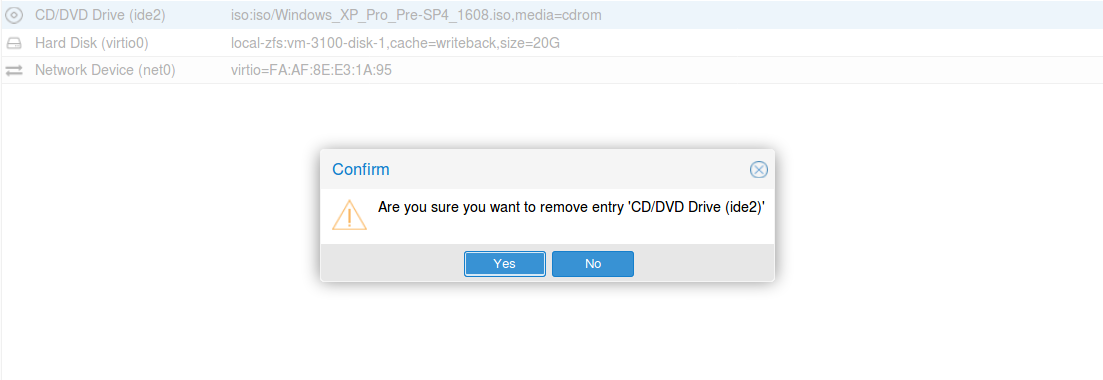 CD/DVD Drive (ide2) iso:iso/Windows_XP_Pro_Pre-SP4_1608.iso,media=cdrom
Hard Disk (virtio0) local-zfs:vm-3100-disk-1,cache=writeback,size=20G
Network Device (net0) virtio=FA:AF:8E:E3:1A:95
Confirm
Are you sure you want to remove entry 'CD/DVD Drive (ide2)'
Yes No